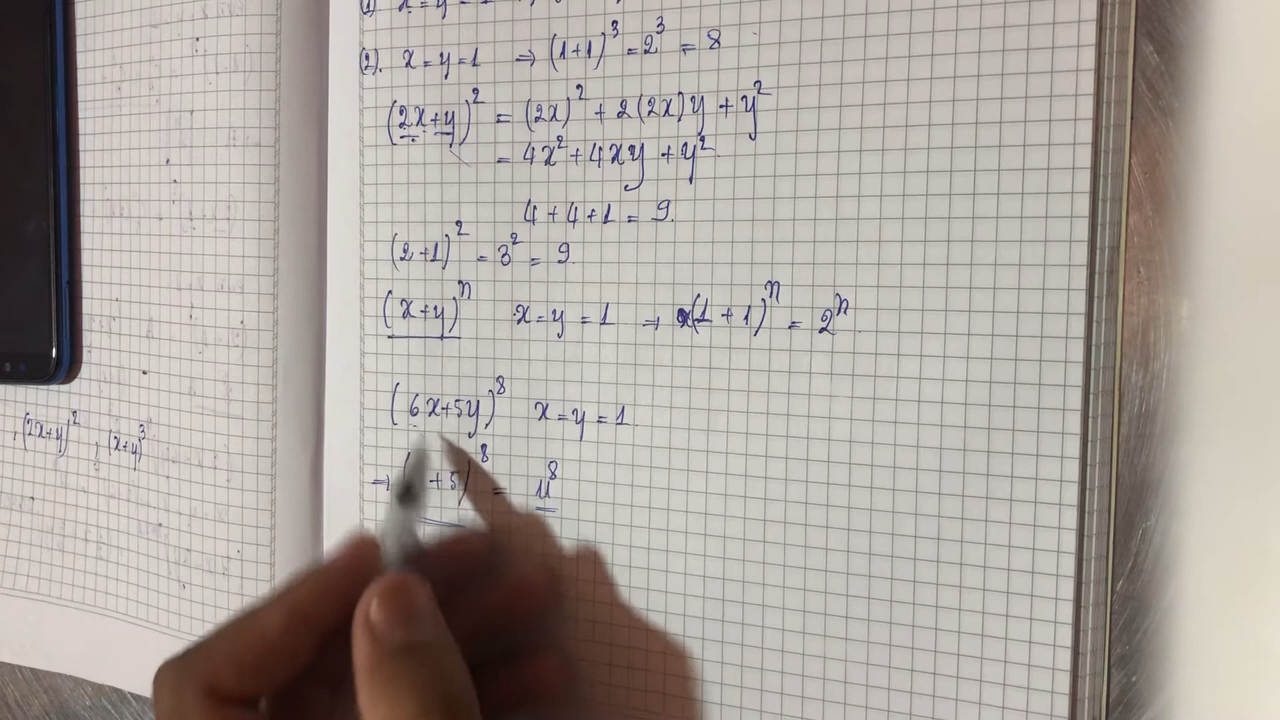 , (2x+y)² ; (x+y)³
(1) x=y=1
(2). x=y=1 ⇒ (1+1)³ = 2³ = 8
(2x+y)² = (2x)² + 2(2x)y + y²
= 4x² + 4xy + y²
4 + 4 + 1 = 9.
(2+1)² = 3² = 9.
(x+y)ⁿ x=y=1 → (1+1)ⁿ = 2ⁿ.
(6x+5y)⁸ x=y=1.
→ ( +5)⁸ = 11⁸